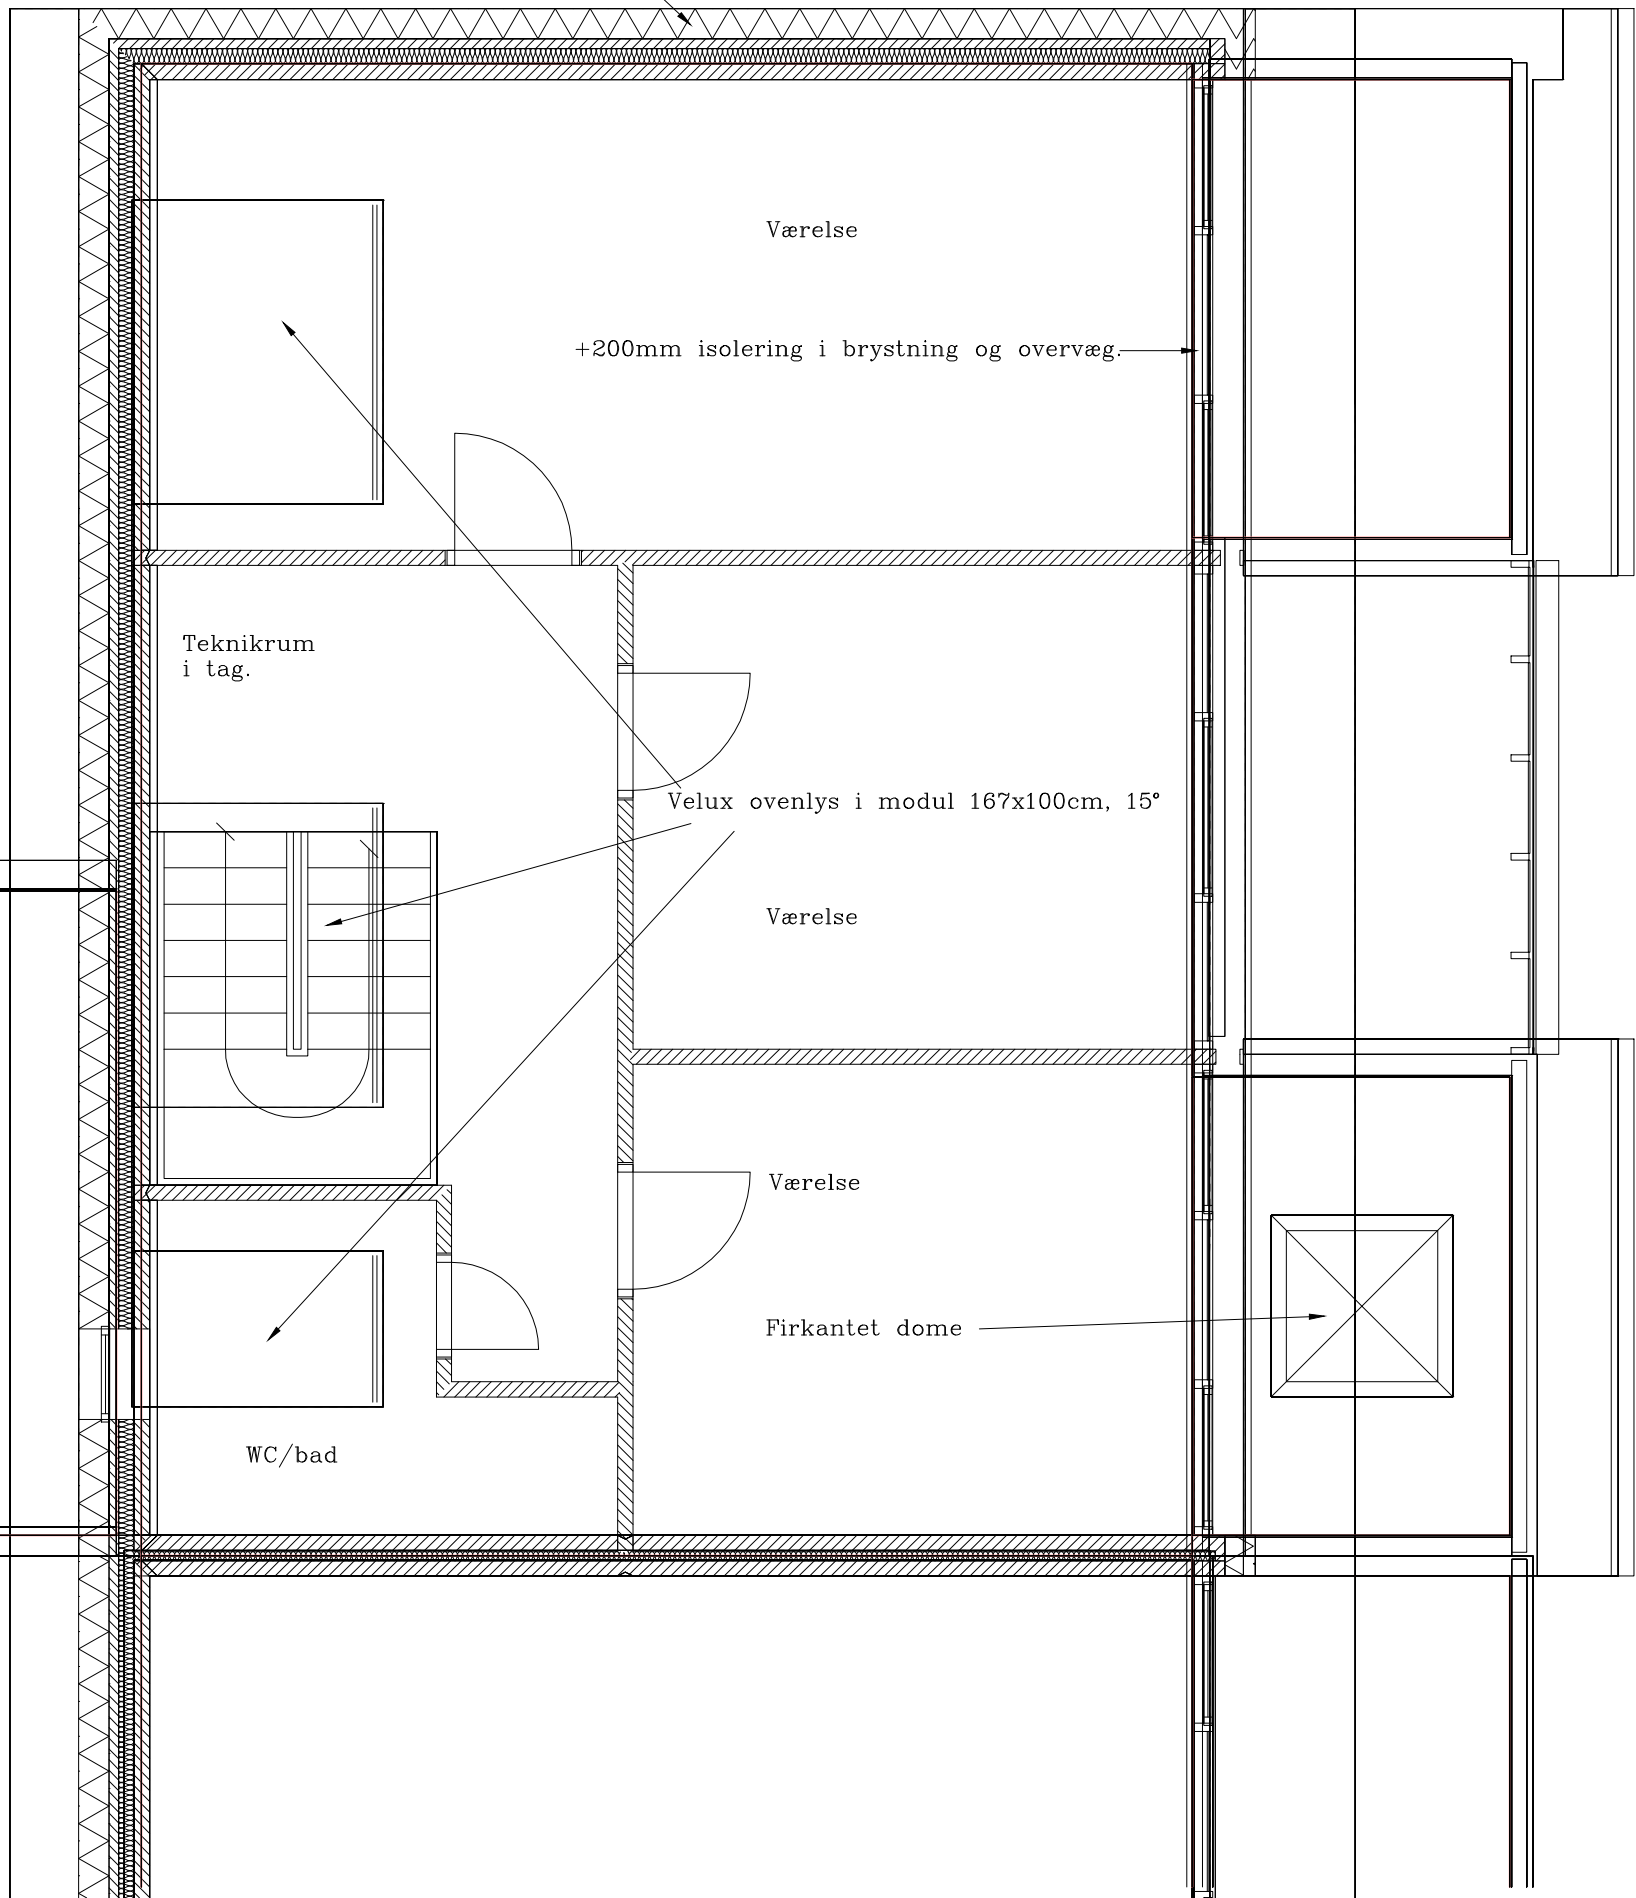 Værelse
+200mm isolering i brystning og overvæg.
Teknikrum
i tag.
Velux ovenlys i modul 167x100cm, 15°
Værelse
Værelse
Firkantet dome
WC/bad